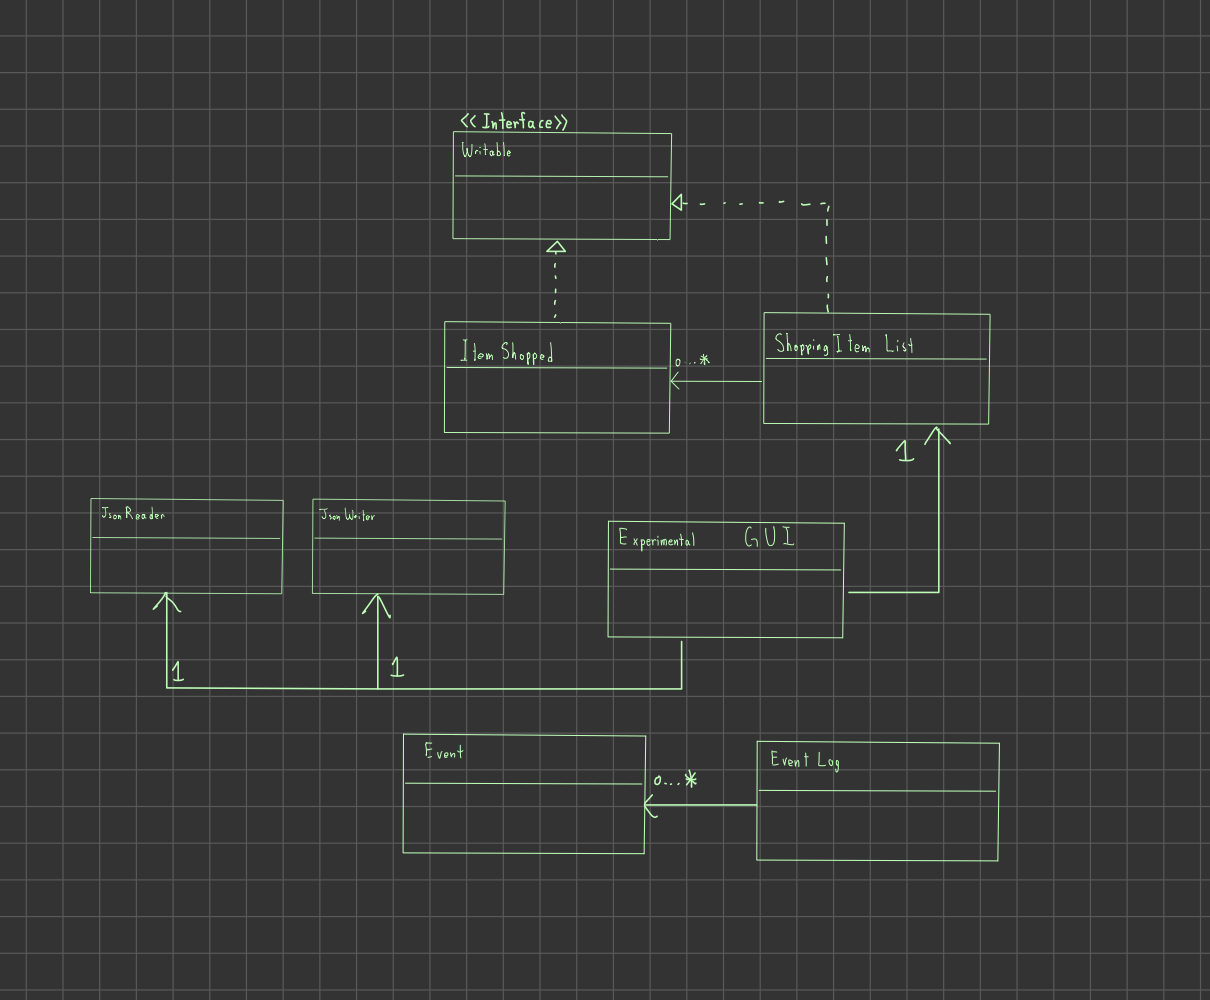 <<Interface>>
Writable
Item Shopped
0...*
Shopping Item List
1
Json Reader
Json Writer
Experimental GUI
1
1
Event
0...*
Event Log